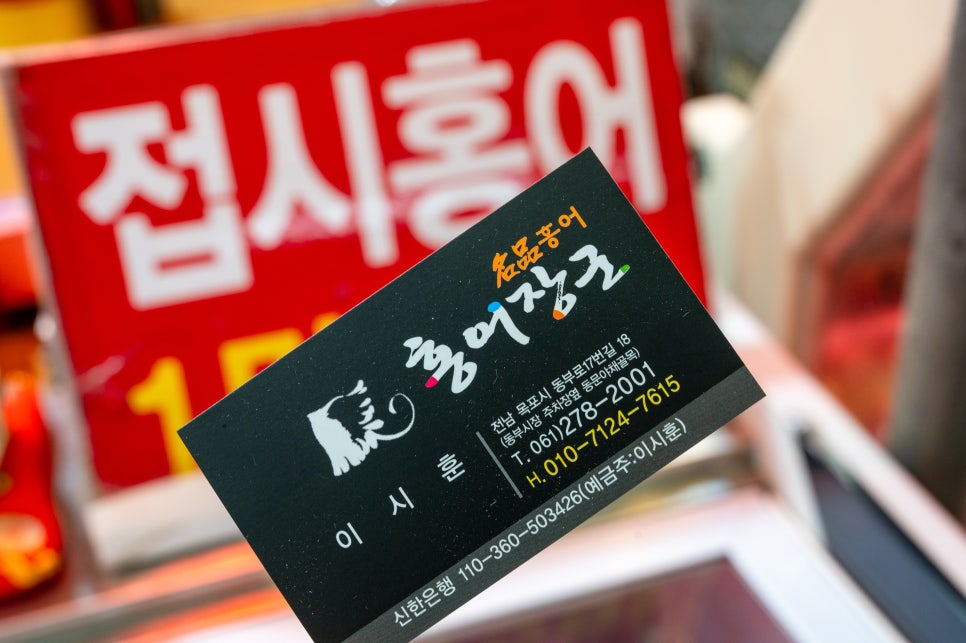 접시홍어
名品홍어
홍어장군
전남 목포시 동부로17번길 18
(동부시장 주차장옆 동문야채골목)
T. 061)278-2001
H. 010-7124-7615
이 시 훈
신한은행 110-360-503426(예금주:이시훈)